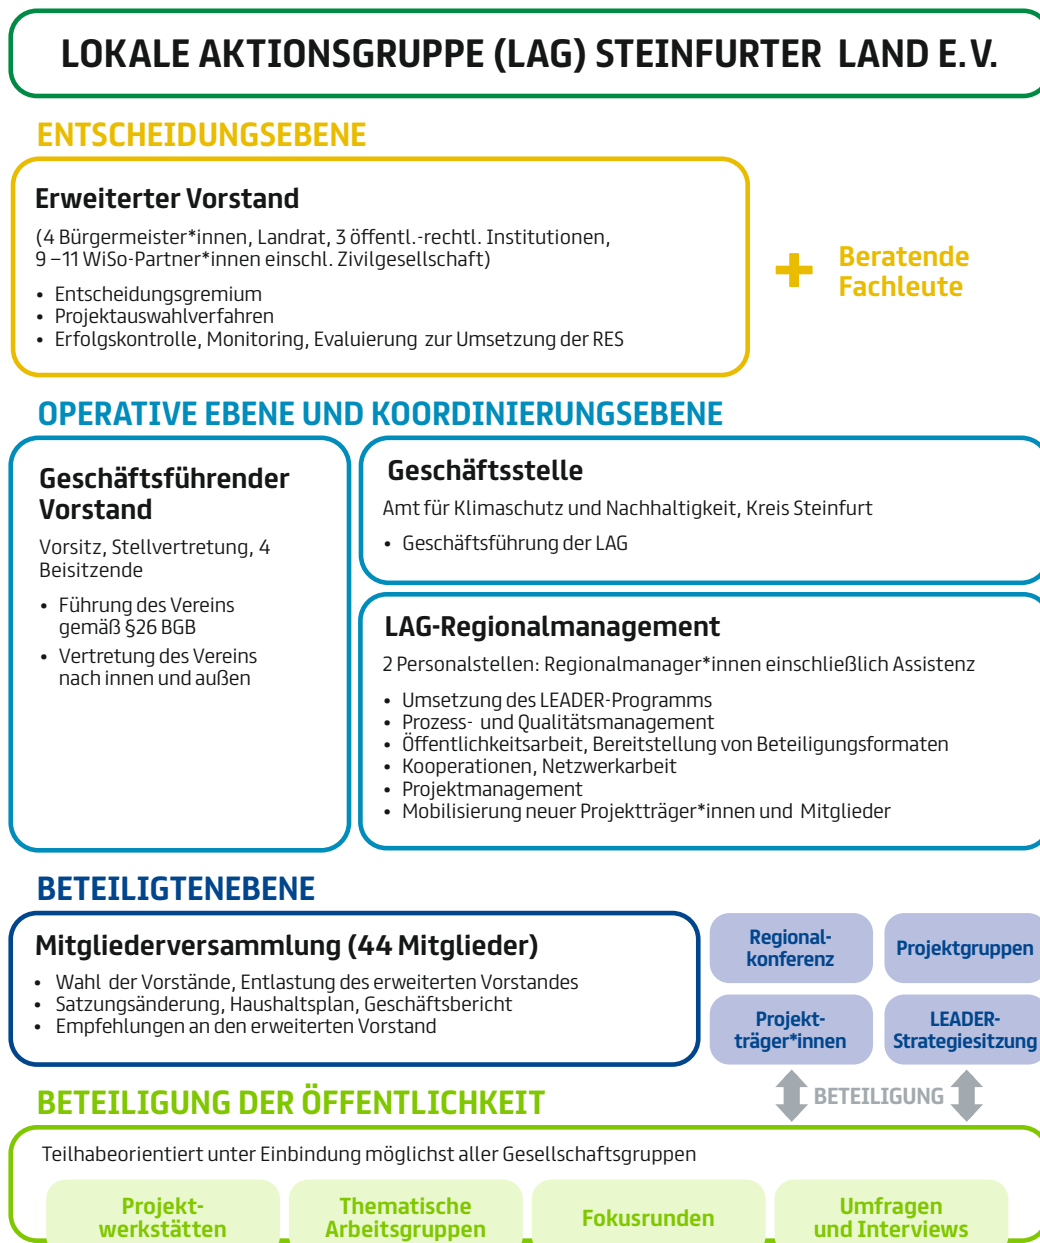 LOKALE AKTIONSGRUPPE (LAG) STEINFURTER LAND E.V.
ENTSCHEIDUNGSEBENE
Erweiterter Vorstand
(4 Bürgermeister*innen, Landrat, 3 öffentl.-rechtl. Institutionen,
9–11 WiSo-Partner*innen einschl. Zivilgesellschaft)
• Entscheidungsgremium
• Projektauswahlverfahren
• Erfolgskontrolle, Monitoring, Evaluierung zur Umsetzung der RES
+
Beratende
Fachleute
OPERATIVE EBENE UND KOORDINIERUNGSEBENE
Geschäftsführender
Vorstand
Vorsitz, Stellvertretung, 4
Beisitzende
• Führung des Vereins
gemäß §26 BGB
• Vertretung des Vereins
nach innen und außen
Geschäftsstelle
Amt für Klimaschutz und Nachhaltigkeit, Kreis Steinfurt
• Geschäftsführung der LAG
LAG-Regionalmanagement
2 Personalstellen: Regionalmanager*innen einschließlich Assistenz
• Umsetzung des LEADER-Programms
• Prozess- und Qualitätsmanagement
• Öffentlichkeitsarbeit, Bereitstellung von Beteiligungsformaten
• Kooperationen, Netzwerkarbeit
• Projektmanagement
• Mobilisierung neuer Projektträger*innen und Mitglieder
BETEILIGTENEBENE
Mitgliederversammlung (44 Mitglieder)
• Wahl der Vorstände, Entlastung des erweiterten Vorstandes
• Satzungsänderung, Haushaltsplan, Geschäftsbericht
• Empfehlungen an den erweiterten Vorstand
Regional-
konferenz
Projektgruppen
Projekt-
träger*innen
LEADER-
Strategiesitzung
BETEILIGUNG
BETEILIGUNG DER ÖFFENTLICHKEIT
Teilhabeorientiert unter Einbindung möglichst aller Gesellschaftsgruppen
Projekt-
werkstätten
Thematische
Arbeitsgruppen
Fokusrunden
Umfragen
und Interviews